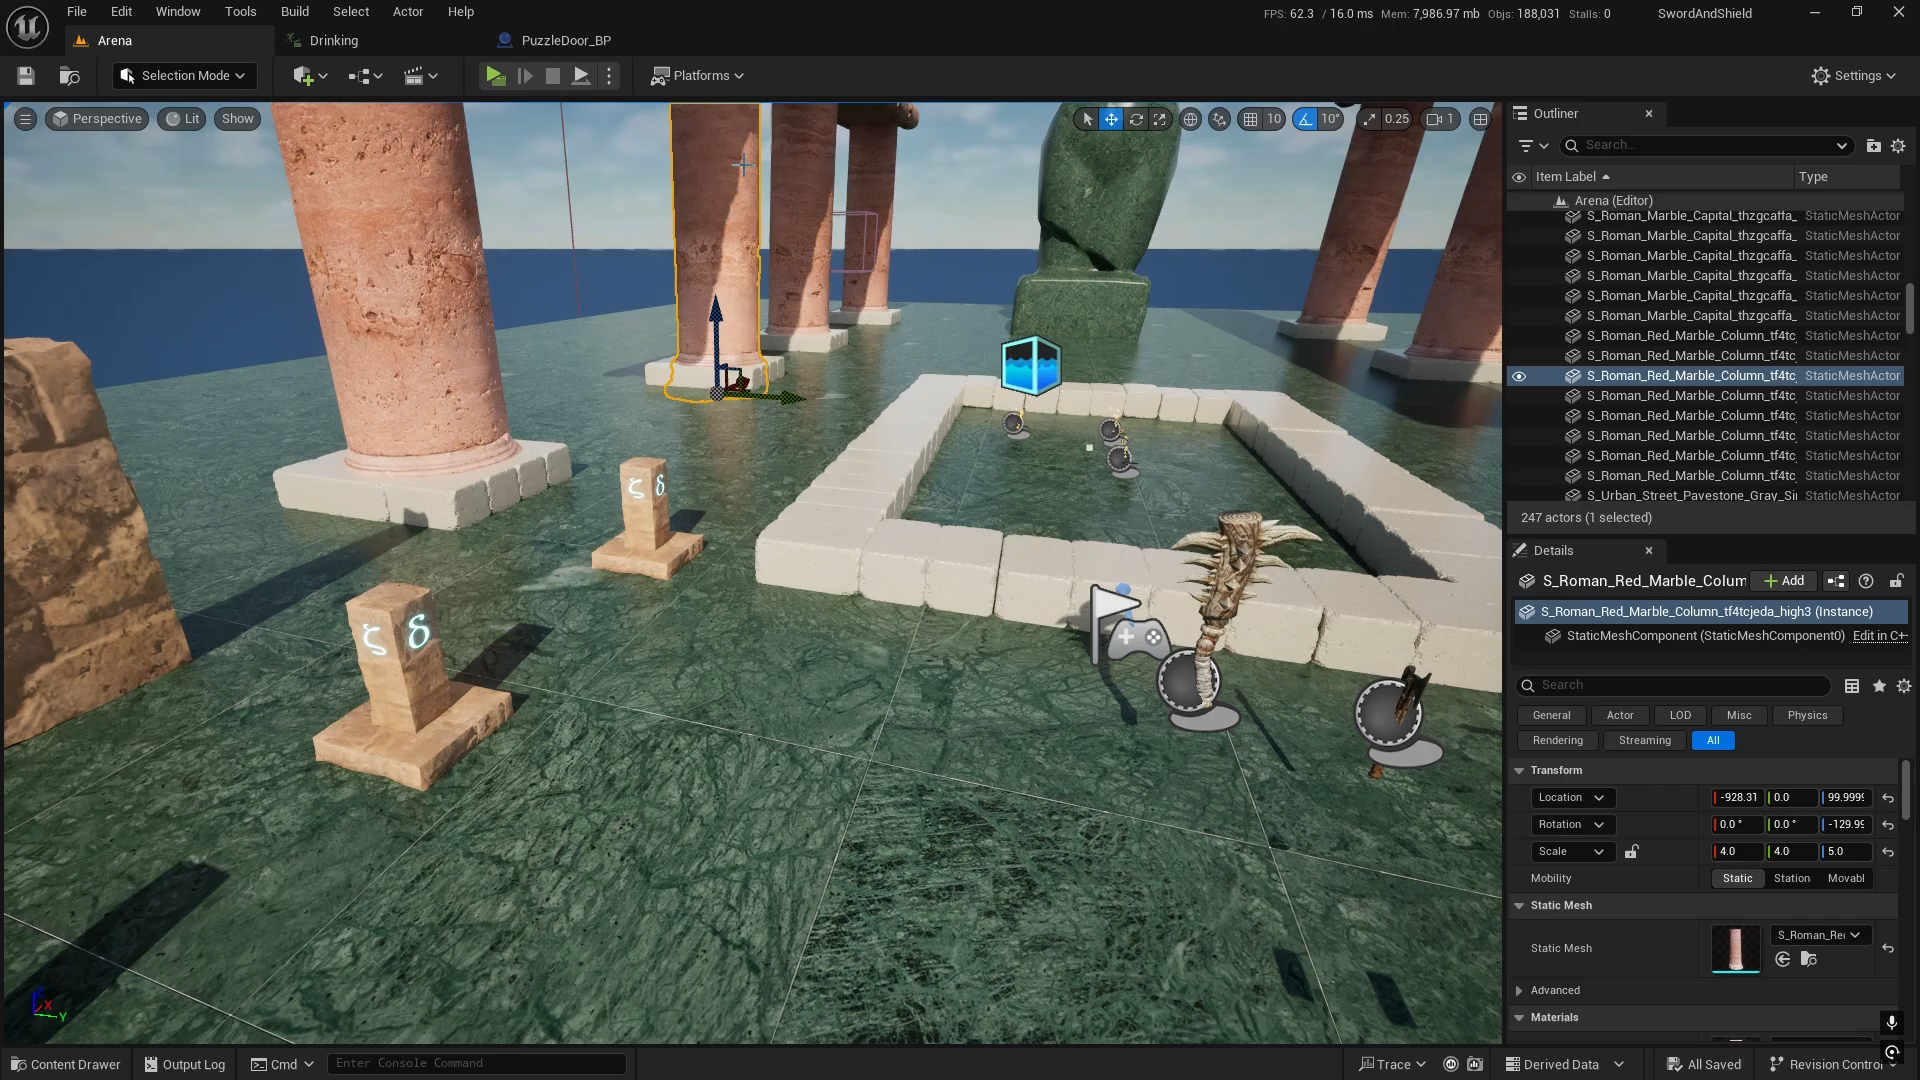 File Edit Window Tools Build Select Actor Help
FPS: 62.3 / 16.0 ms Mem: 7,986.97 mb Objs: 188,031 Stalls: 0 SwordAndShield
Arena Drinking PuzzleDoor_BP
Selection Mode Platforms Settings
Perspective Lit Show 10 10° 0.25 1
ζ δ
ζ δ
Z X Y
Outliner
Search...
Item Label Type
Arena (Editor)
S_Roman_Marble_Capital_thzgcaffa_ StaticMeshActor
S_Roman_Marble_Capital_thzgcaffa_ StaticMeshActor
S_Roman_Marble_Capital_thzgcaffa_ StaticMeshActor
S_Roman_Marble_Capital_thzgcaffa_ StaticMeshActor
S_Roman_Marble_Capital_thzgcaffa_ StaticMeshActor
S_Roman_Marble_Capital_thzgcaffa_ StaticMeshActor
S_Roman_Red_Marble_Column_tf4tc StaticMeshActor
S_Roman_Red_Marble_Column_tf4tc StaticMeshActor
S_Roman_Red_Marble_Column_tf4tc StaticMeshActor
S_Roman_Red_Marble_Column_tf4tc StaticMeshActor
S_Roman_Red_Marble_Column_tf4tc StaticMeshActor
S_Roman_Red_Marble_Column_tf4tc StaticMeshActor
S_Roman_Red_Marble_Column_tf4tc StaticMeshActor
S_Roman_Red_Marble_Column_tf4tc StaticMeshActor
S_Urban_Street_Pavestone_Gray_Si StaticMeshActor
247 actors (1 selected)
Details
S_Roman_Red_Marble_Colum Add
S_Roman_Red_Marble_Column_tf4tcjeda_high3 (Instance)
StaticMeshComponent (StaticMeshComponent0) Edit in C+
Search
General Actor LOD Misc Physics
Rendering Streaming All
Transform
Location -928.31 0.0 99.999
Rotation 0.0 ° 0.0 ° -129.99
Scale 4.0 4.0 5.0
Mobility Static Station Movabl
Static Mesh
Static Mesh S_Roman_Re
Advanced
Materials
Content Drawer Output Log Cmd Enter Console Command Trace Derived Data All Saved Revision Contro